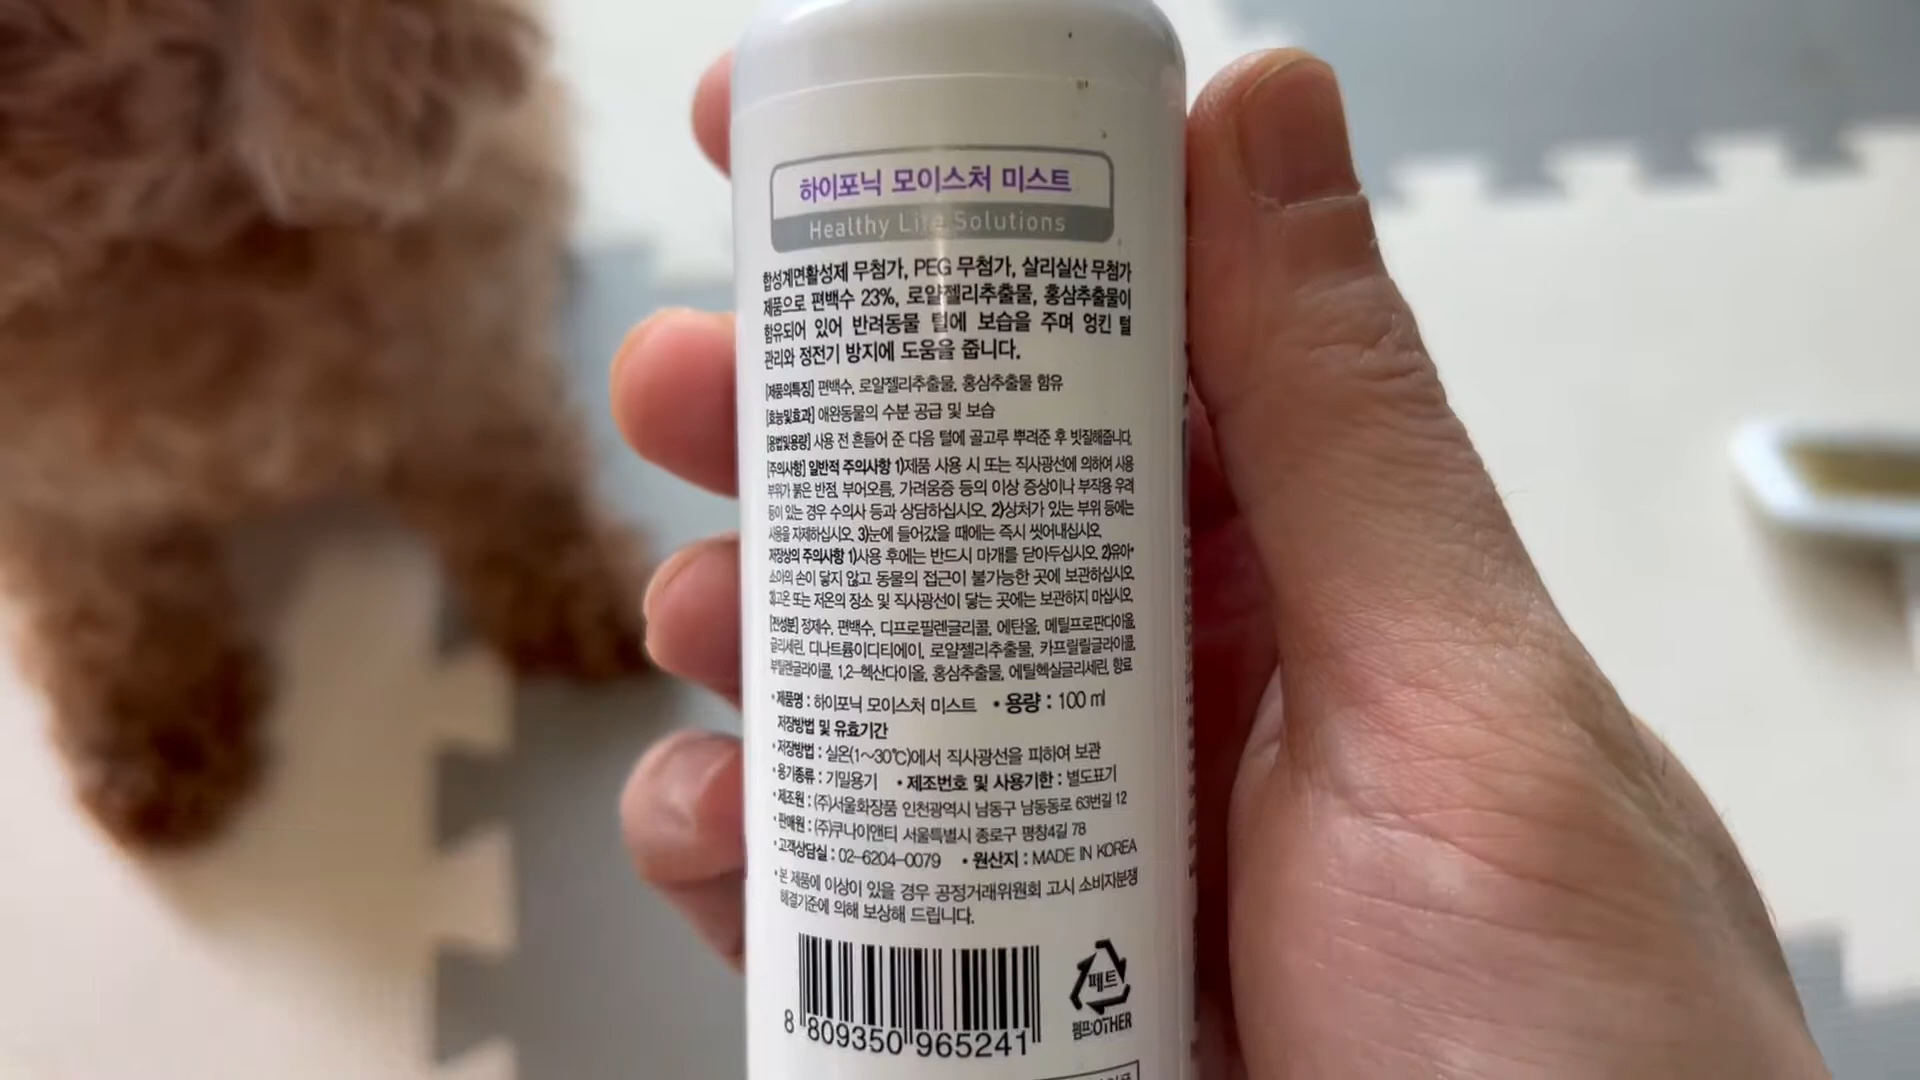 하이포닉 모이스처 미스트
Healthy Life Solutions
합성계면활성제 무첨가, PEG 무첨가, 살리실산 무첨가
제품으로 편백수 23%, 로얄젤리추출물, 홍삼추출물이
함유되어 있어 반려동물 털에 보습을 주며 엉킨 털
관리와 정전기 방지에 도움을 줍니다.
[제품의특징] 편백수, 로얄젤리추출물, 홍삼추출물 함유
[효능및효과] 애완동물의 수분 공급 및 보습
[용법및용량] 사용 전 흔들어 준 다음 털에 골고루 뿌려준 후 빗질해줍니다.
[주의사항] 일반적 주의사항 1)제품 사용 시 또는 직사광선에 의하여 사용
부위가 붉은 반점, 부어오름, 가려움증 등의 이상 증상이나 부작용 우려
등이 있는 경우 수의사 등과 상담하십시오. 2)상처가 있는 부위 등에는
사용을 자제하십시오. 3)눈에 들어갔을 때에는 즉시 씻어내십시오.
저장상의 주의사항 1)사용 후에는 반드시 마개를 닫아두십시오. 2)유아•
소아의 손이 닿지 않고 동물의 접근이 불가능한 곳에 보관하십시오.
3)고온 또는 저온의 장소 및 직사광선이 닿는 곳에는 보관하지 마십시오.
[전성분] 정제수, 편백수, 디프로필렌글리콜, 에탄올, 메틸프로판다이올,
글리세린, 디나트륨이디티에이, 로얄젤리추출물, 카프릴릴글라이콜,
부틸렌글라이콜, 1,2-헥산다이올, 홍삼추출물, 에틸헥실글리세린, 향료
• 제품명 : 하이포닉 모이스처 미스트 • 용량 : 100 ml
저장방법 및 유효기간
• 저장방법 : 실온(1~30℃)에서 직사광선을 피하여 보관
• 용기종류 : 기밀용기 • 제조번호 및 사용기한 : 별도표기
• 제조원 : (주)서울화장품 인천광역시 남동구 남동동로 63번길 12
• 판매원 : (주)쿠나이앤티 서울특별시 종로구 평창4길 78
• 고객상담실 : 02-6204-0079 • 원산지 : MADE IN KOREA
• 본 제품에 이상이 있을 경우 공정거래위원회 고시 소비자분쟁
해결기준에 의해 보상해 드립니다.
페트
펌프:OTHER
8 809350 965241